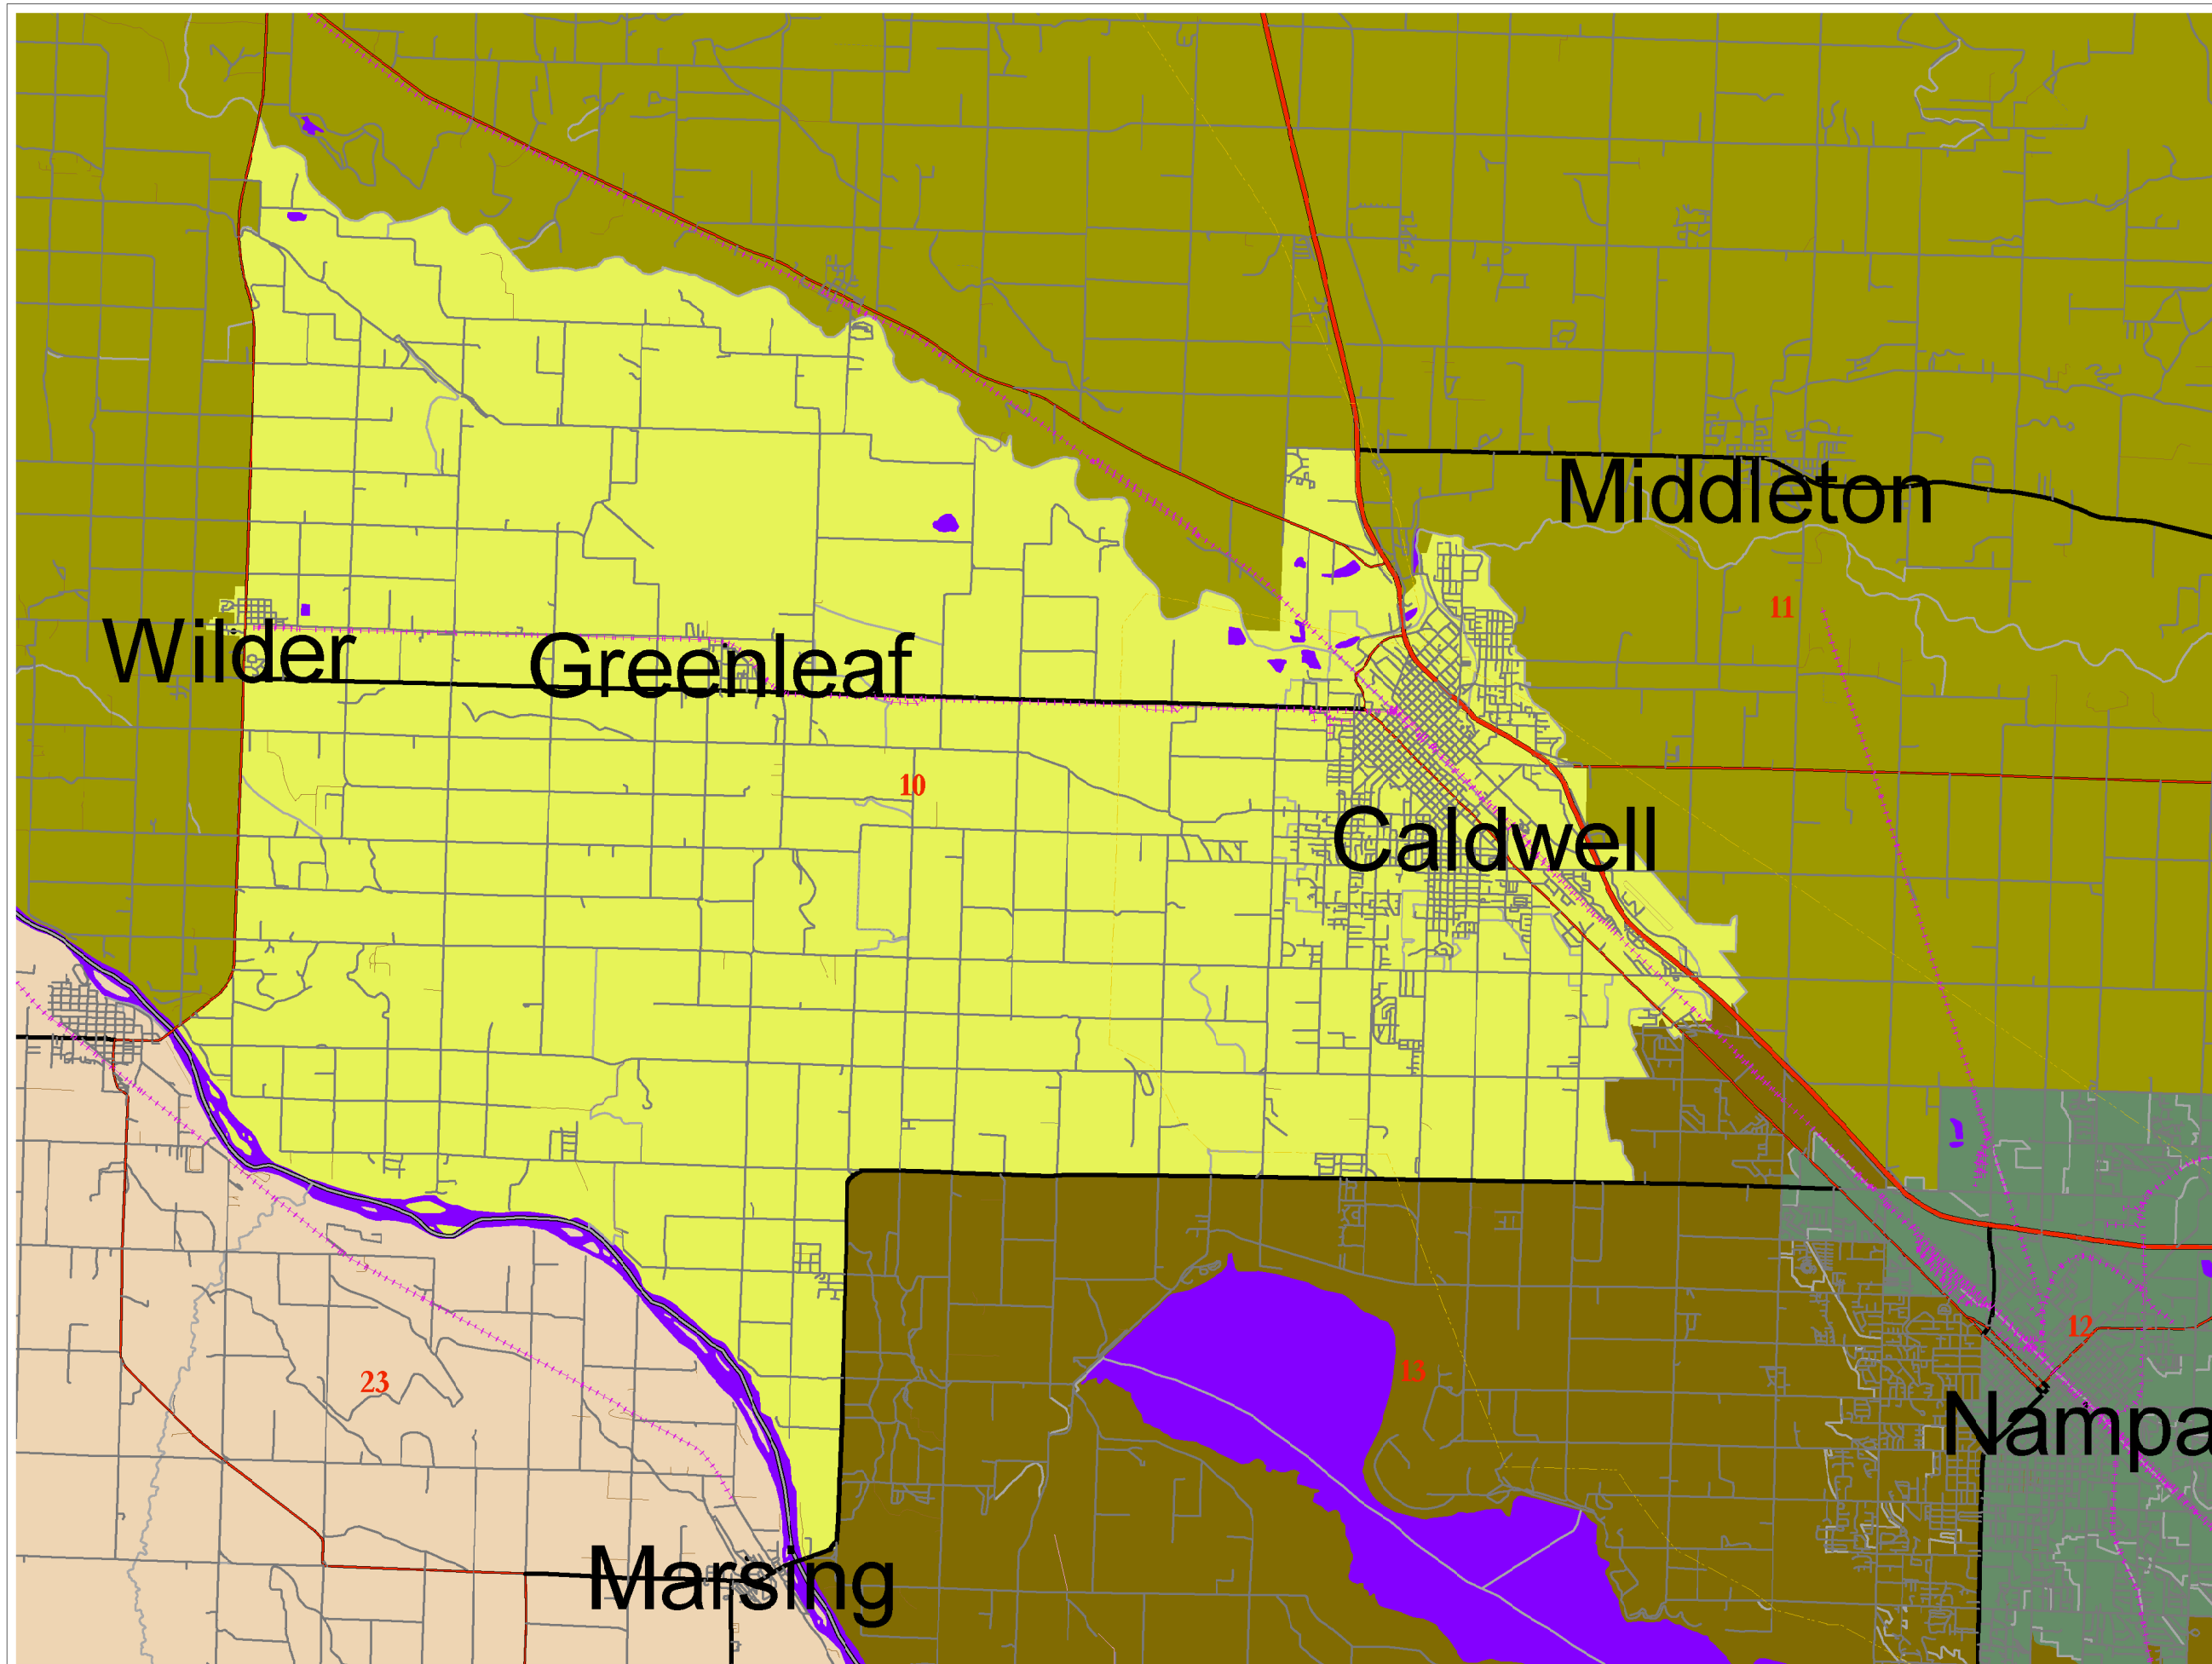 Middleton
11
Wilder
Greenleaf
10
Caldwell
12
23
13
Nampa
Marsing